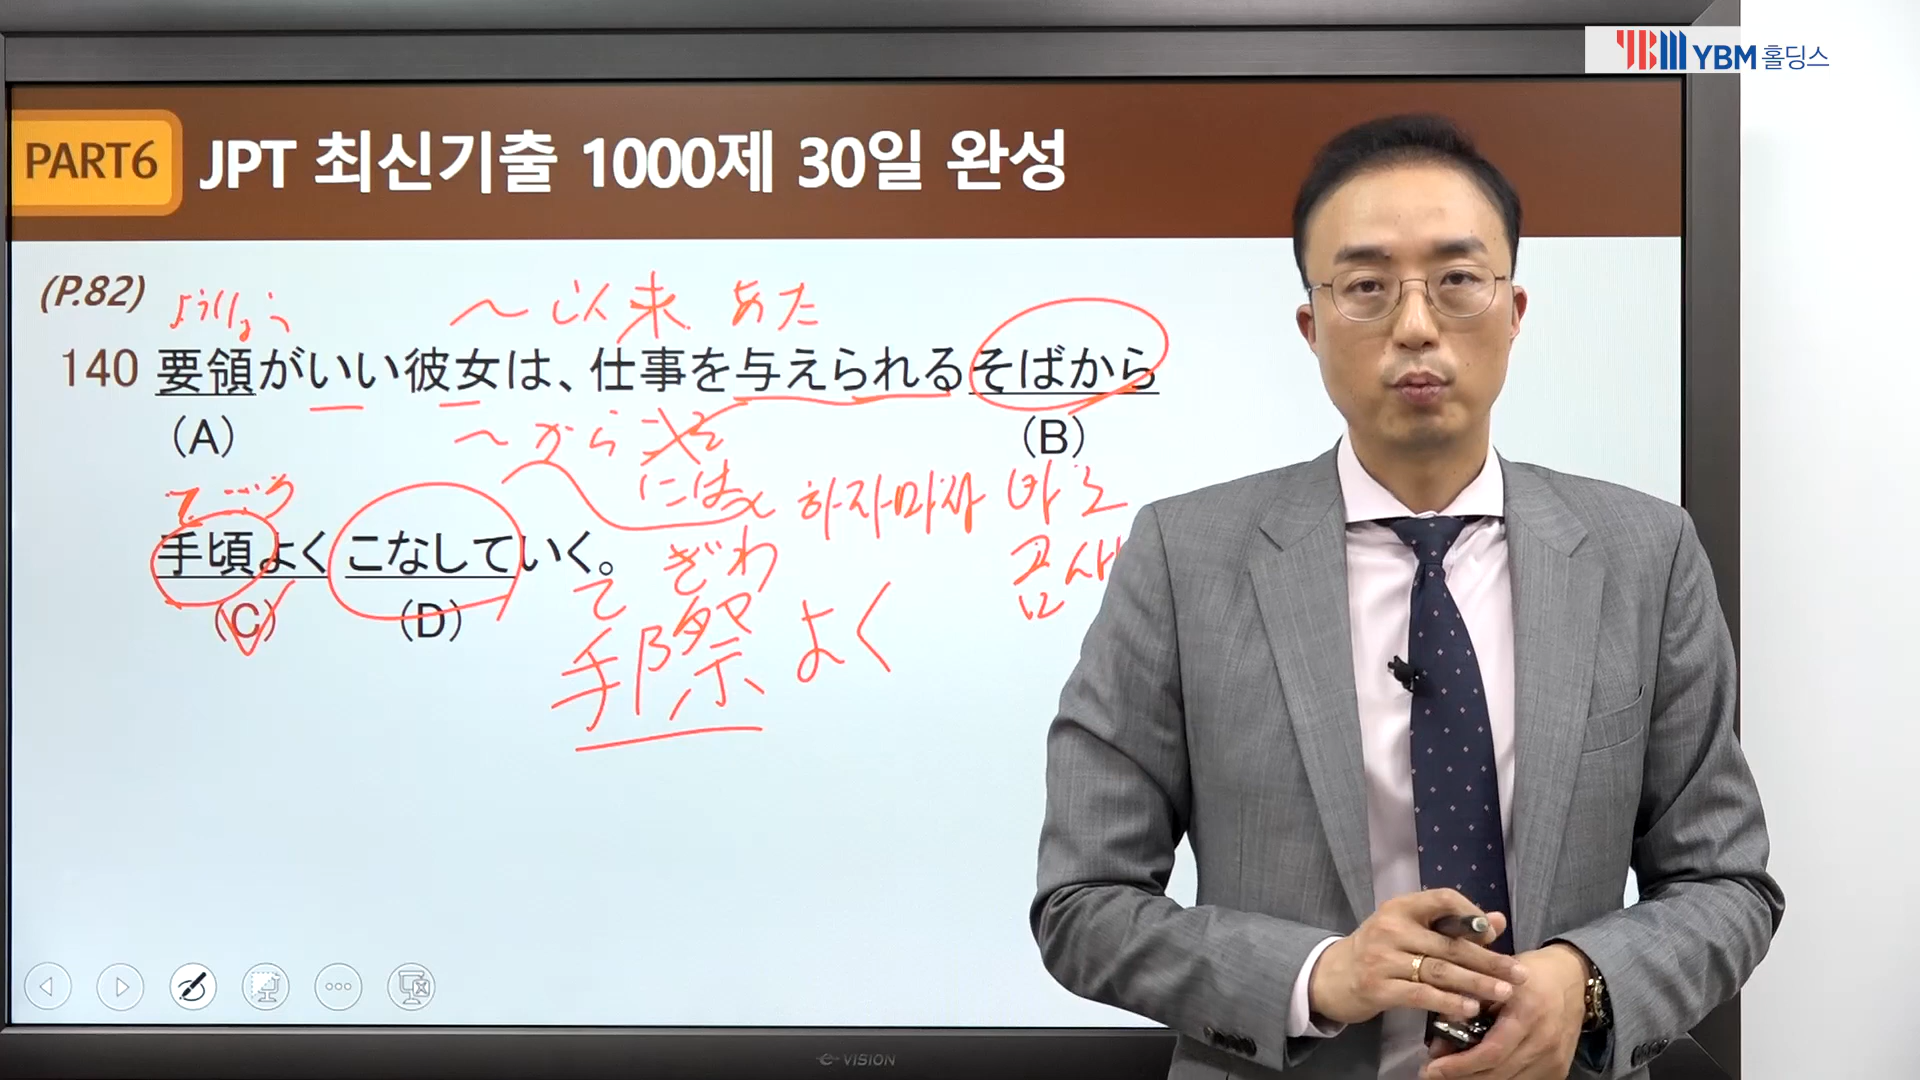 YBM YBM 홀딩스
PART6 JPT 최신기출 1000제 30일 완성
(P.82)
ようりょう ~以来 あた
140 要領がいい彼女は、仕事を与えられるそばから
(A) (B)
~から
には 하자마자 바로
てごろ
手頃よくこなしていく。
(C) (D)
て ぎわ
手際よく
e-VISION